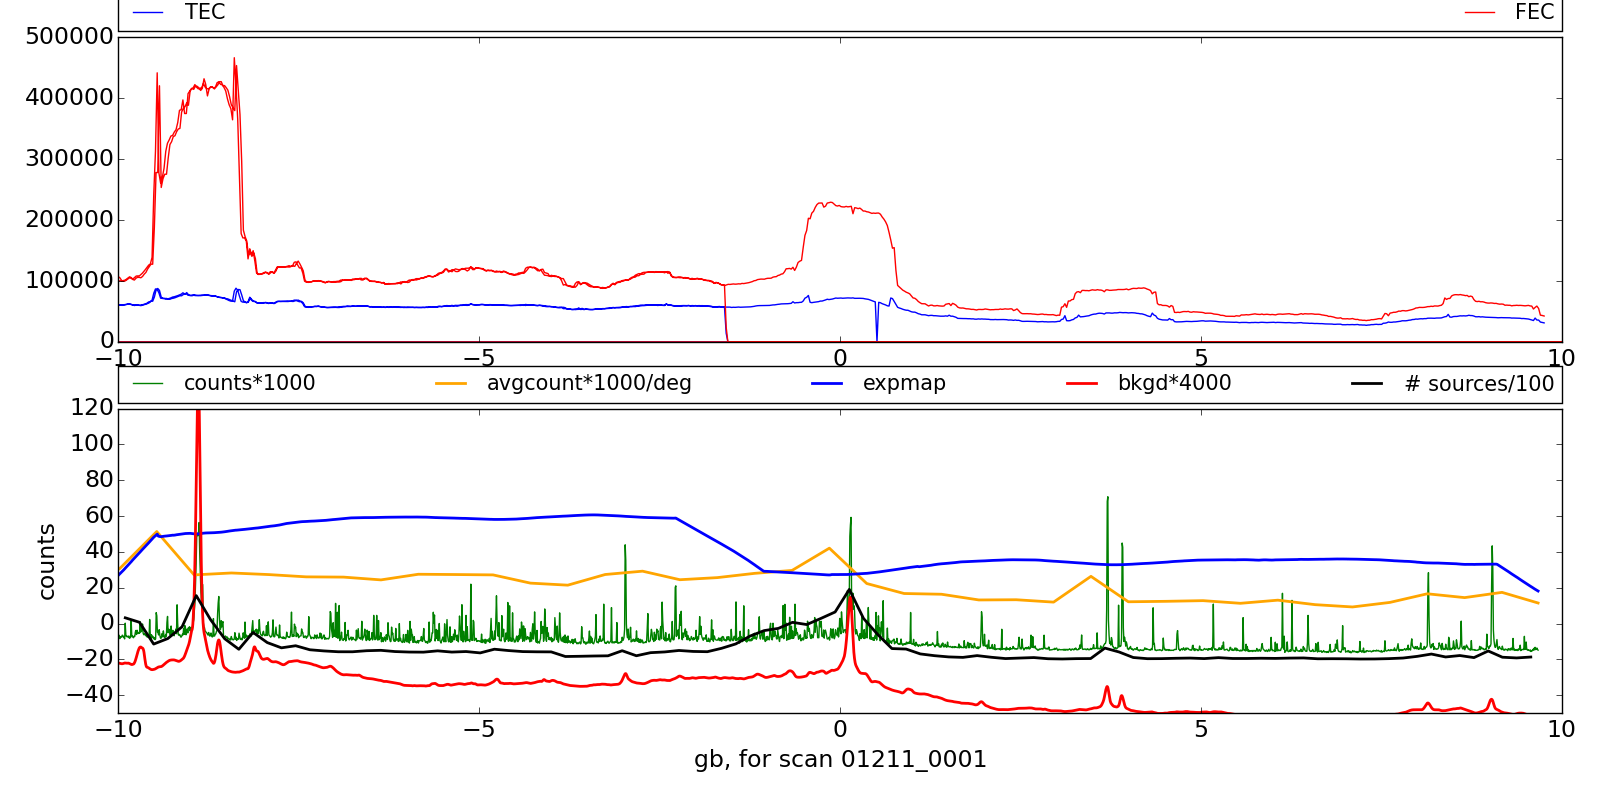 TEC FEC
500000
400000
300000
200000
100000
0
−10 −5 0 5 10
counts*1000 avgcount*1000/deg expmap bkgd*4000 # sources/100
120
100
80
60
40
20
0
−20
−40
counts
−10 −5 0 5 10
gb, for scan 01211_0001